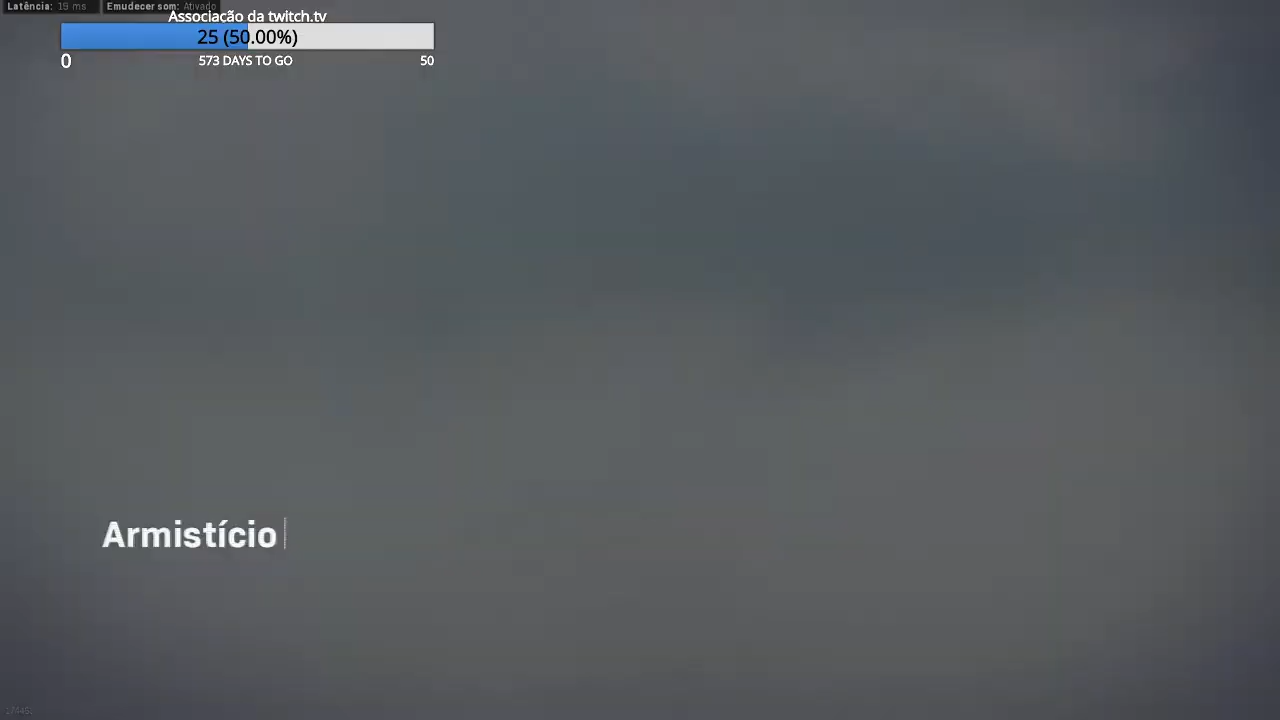 Latência: 19 ms Emudecer som: Ativado
Associação da twitch.tv
25 (50.00%)
0 573 DAYS TO GO 50
Armistício